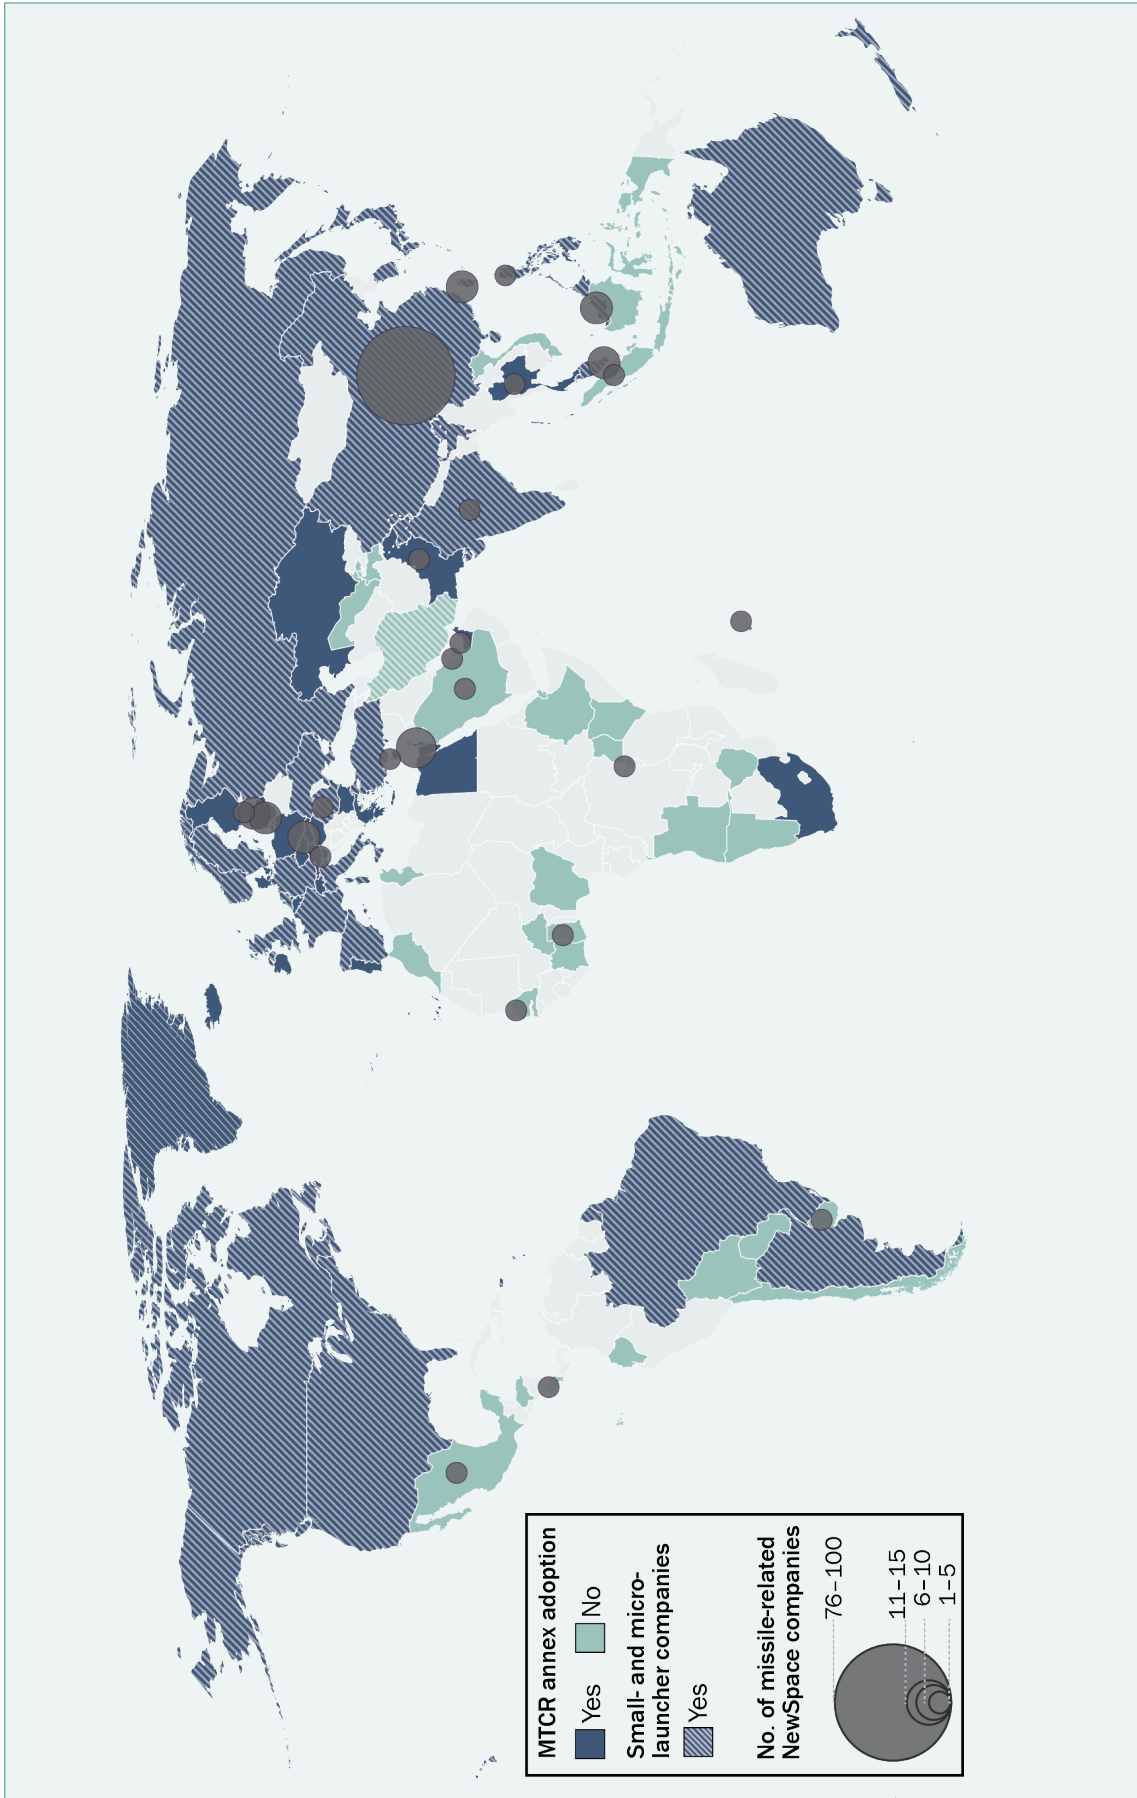 MTCR annex adoption
Yes
No
Small- and micro-
launcher companies
Yes
No. of missile-related
NewSpace companies
76–100
11–15
6–10
1–5